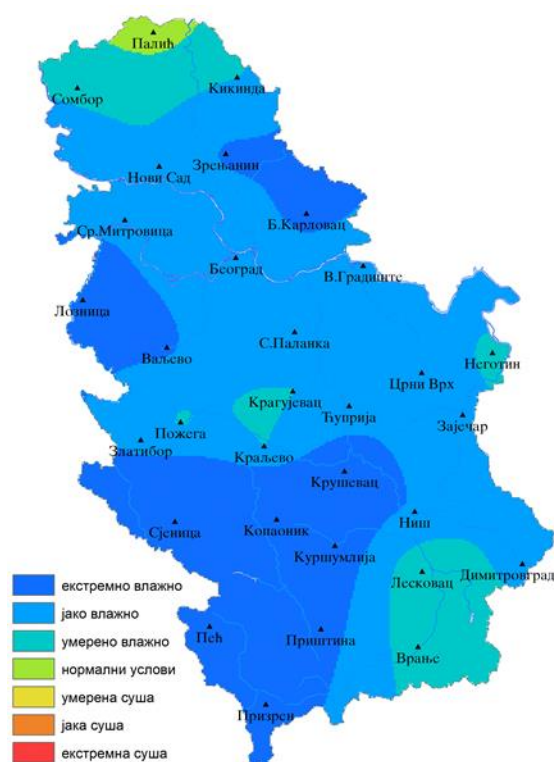 Палић
Сомбор
Кикинда
Зрењанин
Нови Сад
Б.Карловац
Ср.Митровица
Београд
В.Градиште
Лозница
С.Паланка
Ваљево
Неготин
Црни Врх
Крагујевац
Ћуприја
Зајечар
Пожега
Златибор
Краљево
Крушевац
Ниш
Сјеница
Копаоник
Куршумлија
Лесковац
Димитровград
Пећ
Приштина
Врање
Призрен
екстремно влажно
јако влажно
умерено влажно
нормални услови
умерена суша
јака суша
екстремна суша